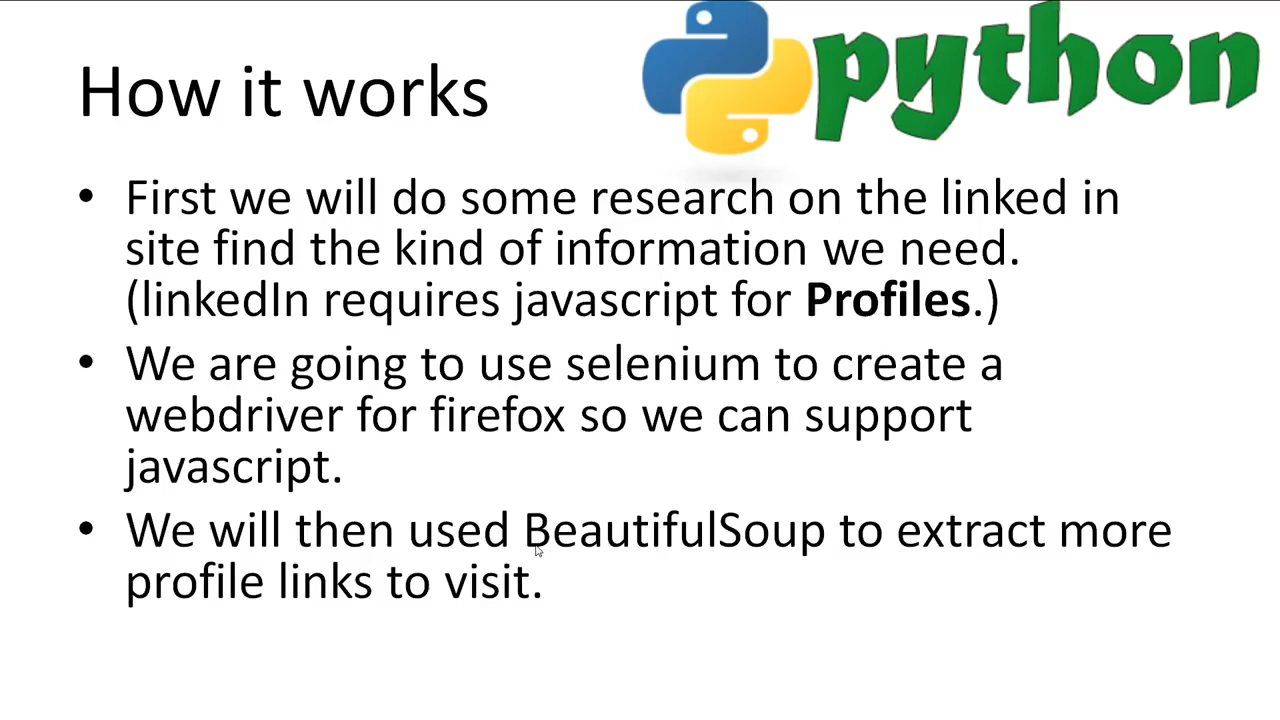 python
How it works
• First we will do some research on the linked in
site find the kind of information we need.
(linkedIn requires javascript for Profiles.)
• We are going to use selenium to create a
webdriver for firefox so we can support
javascript.
• We will then used BeautifulSoup to extract more
profile links to visit.